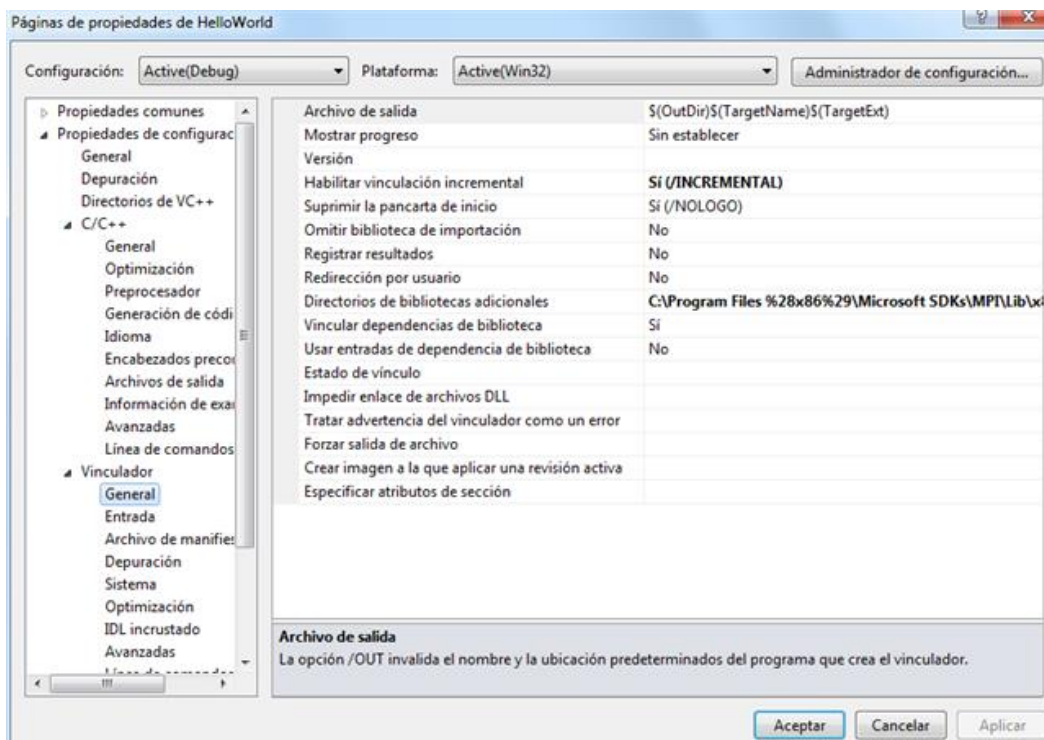 Páginas de propiedades de HelloWorld
Configuración: Active(Debug) Plataforma: Active(Win32) Administrador de configuración...
Propiedades comunes
Propiedades de configurac
General
Depuración
Directorios de VC++
C/C++
General
Optimización
Preprocesador
Generación de códi
Idioma
Encabezados preco
Archivos de salida
Información de exa
Avanzadas
Línea de comandos
Vinculador
General
Entrada
Archivo de manifies
Depuración
Sistema
Optimización
IDL incrustado
Avanzadas
Línea de comandos
Archivo de salida $(OutDir)$(TargetName)$(TargetExt)
Mostrar progreso Sin establecer
Versión
Habilitar vinculación incremental Sí (/INCREMENTAL)
Suprimir la pancarta de inicio Sí (/NOLOGO)
Omitir biblioteca de importación No
Registrar resultados No
Redirección por usuario No
Directorios de bibliotecas adicionales C:\Program Files %28x86%29\Microsoft SDKs\MPI\Lib\x8
Vincular dependencias de biblioteca Sí
Usar entradas de dependencia de biblioteca No
Estado de vínculo
Impedir enlace de archivos DLL
Tratar advertencia del vinculador como un error
Forzar salida de archivo
Crear imagen a la que aplicar una revisión activa
Especificar atributos de sección
Archivo de salida
La opción /OUT invalida el nombre y la ubicación predeterminados del programa que crea el vinculador.
Aceptar Cancelar Aplicar